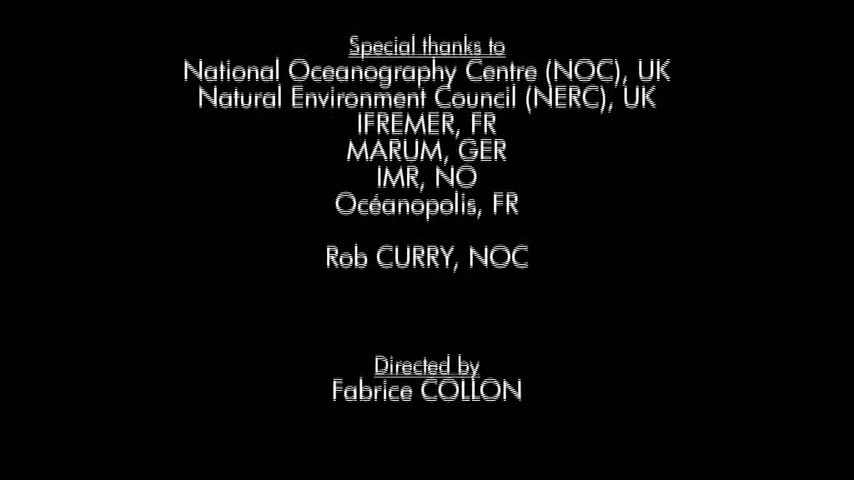 Special thanks to
National Oceanography Centre (NOC), UK
Natural Environment Council (NERC), UK
IFREMER, FR
MARUM, GER
IMR, NO
Océanopolis, FR
Rob CURRY, NOC
Directed by
Fabrice COLLON